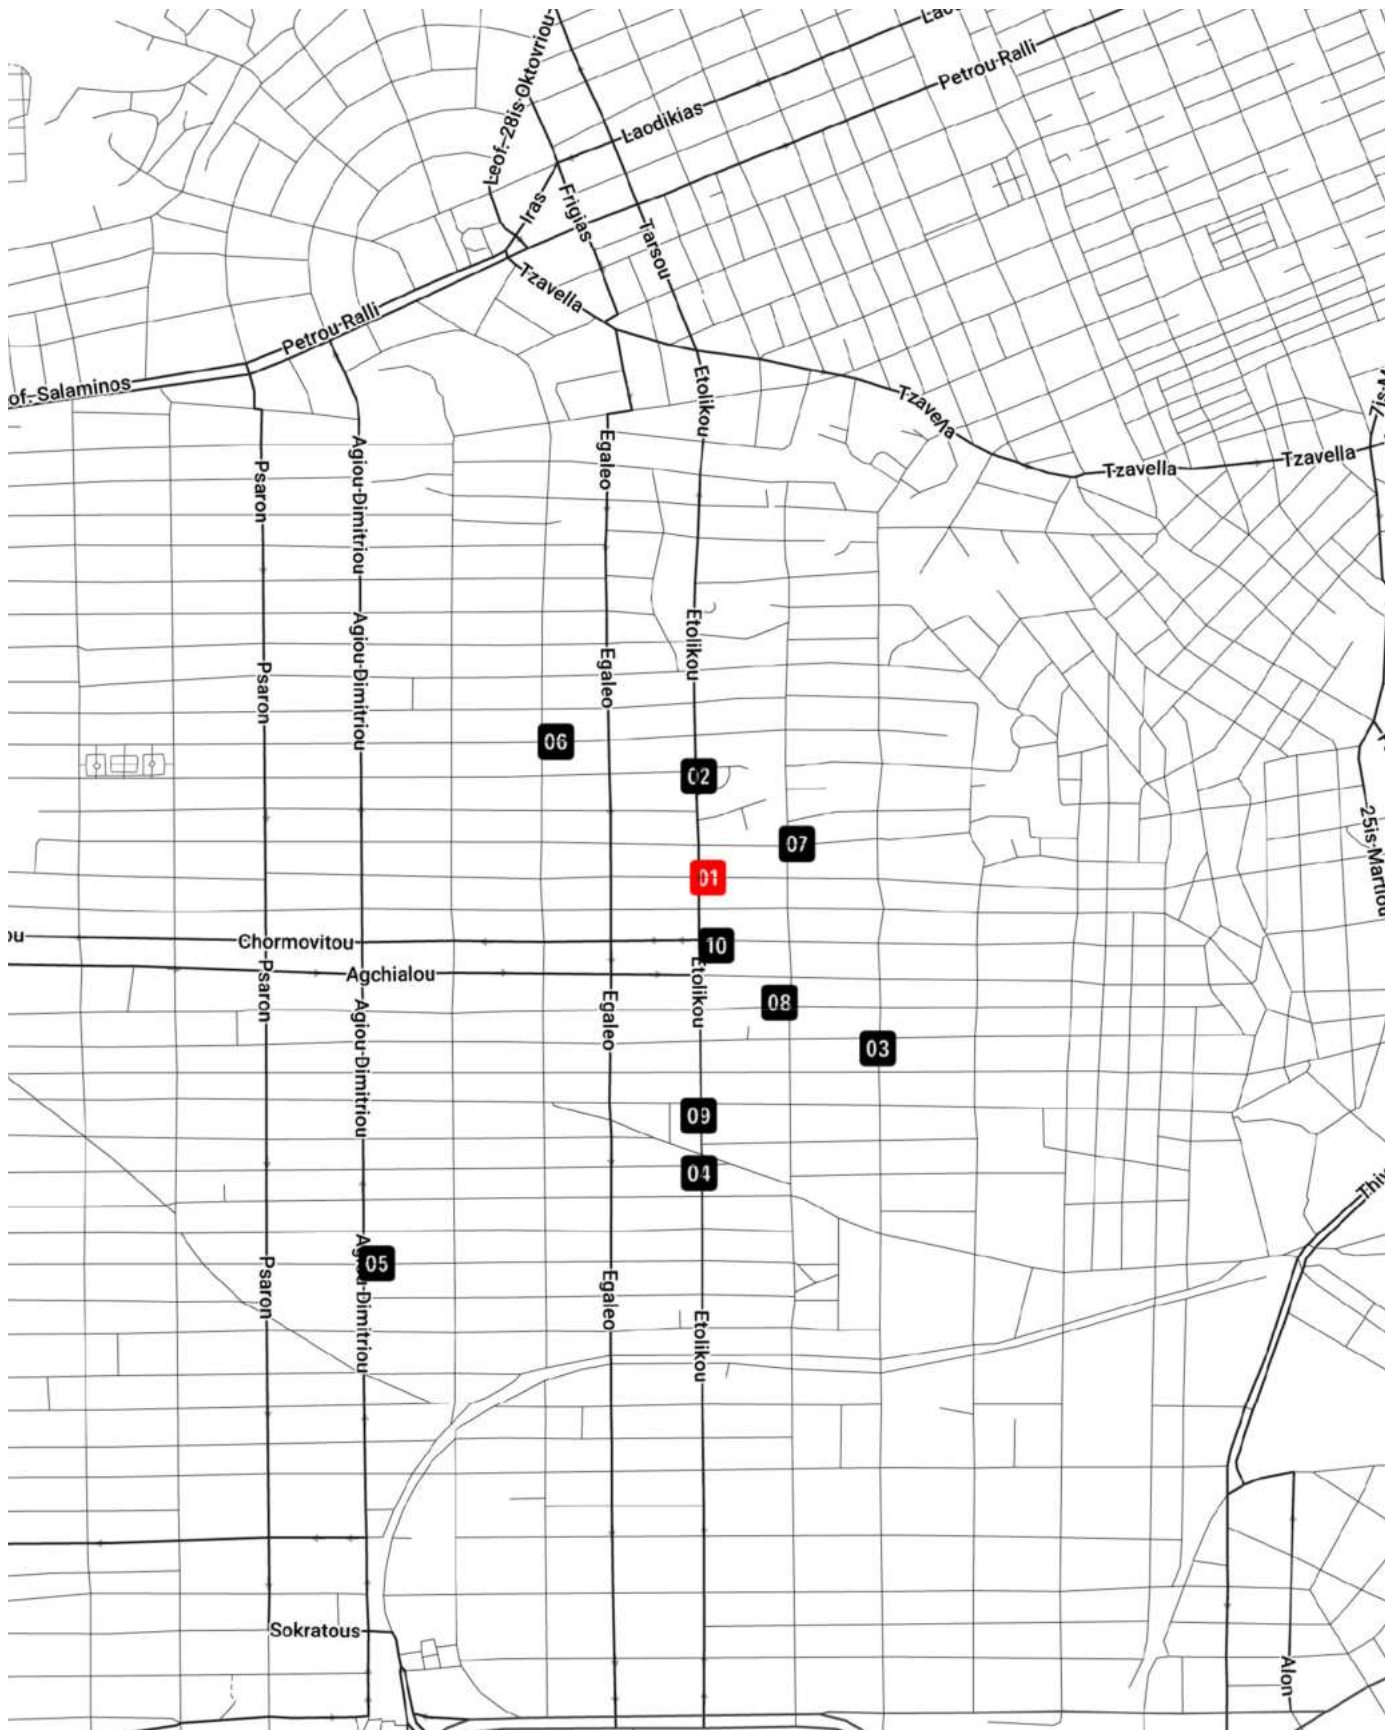 Leof. 28is Oktovriou
Petrou Ralli
Laodikias
Iras
Frigias
Tarsou
Tzavella
Petrou Ralli
of. Salaminos
Etolikou
Tzavella
Tzavella
Tzavella
Psaron
Agiou Dimitriou
Egaleo
Agiou Dimitriou
Etolikou
Psaron
Egaleo
06
02
07
25is Martiou
01
ou
Chormovitou
10
Agchialou
Psaron
Etolikou
Agiou Dimitriou
Egaleo
08
03
09
04
Agiou Dimitriou
05
Psaron
Egaleo
Etolikou
Sokratous
Alon